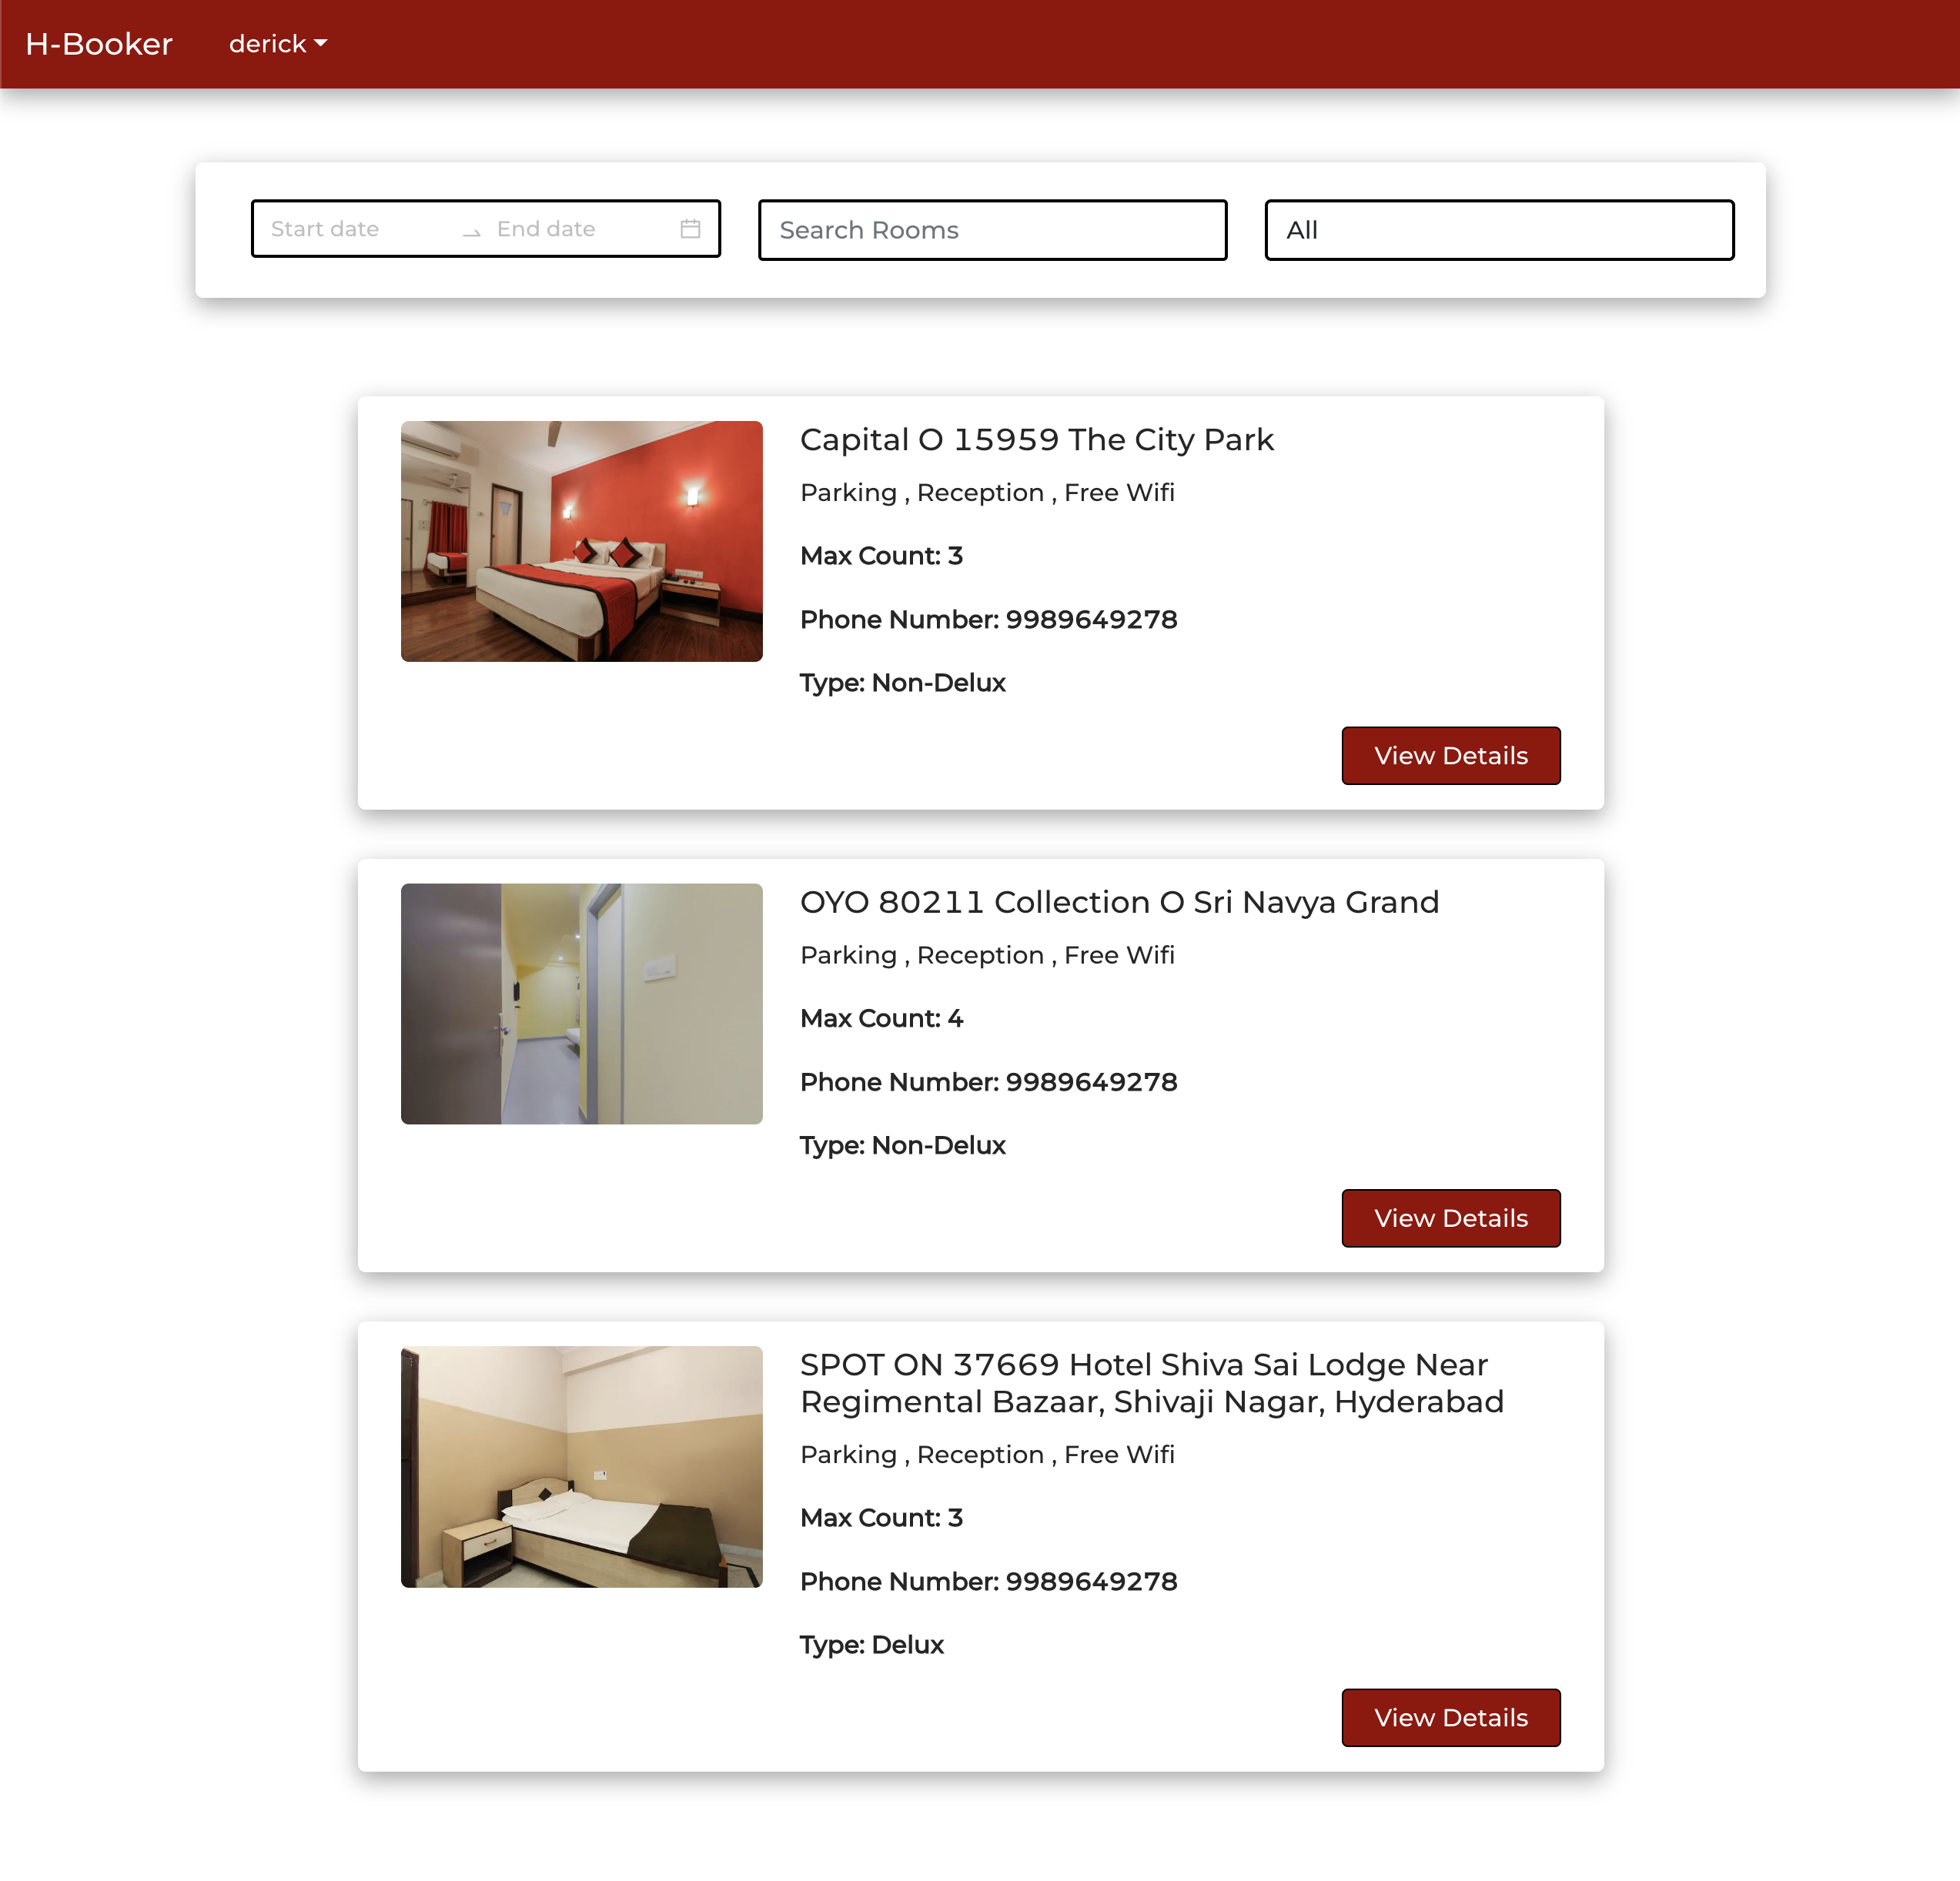 H-Booker derick
Start date End date Search Rooms All
Capital O 15959 The City Park
Parking , Reception , Free Wifi
Max Count: 3
Phone Number: 9989649278
Type: Non-Delux
View Details
OYO 80211 Collection O Sri Navya Grand
Parking , Reception , Free Wifi
Max Count: 4
Phone Number: 9989649278
Type: Non-Delux
View Details
SPOT ON 37669 Hotel Shiva Sai Lodge Near
Regimental Bazaar, Shivaji Nagar, Hyderabad
Parking , Reception , Free Wifi
Max Count: 3
Phone Number: 9989649278
Type: Delux
View Details